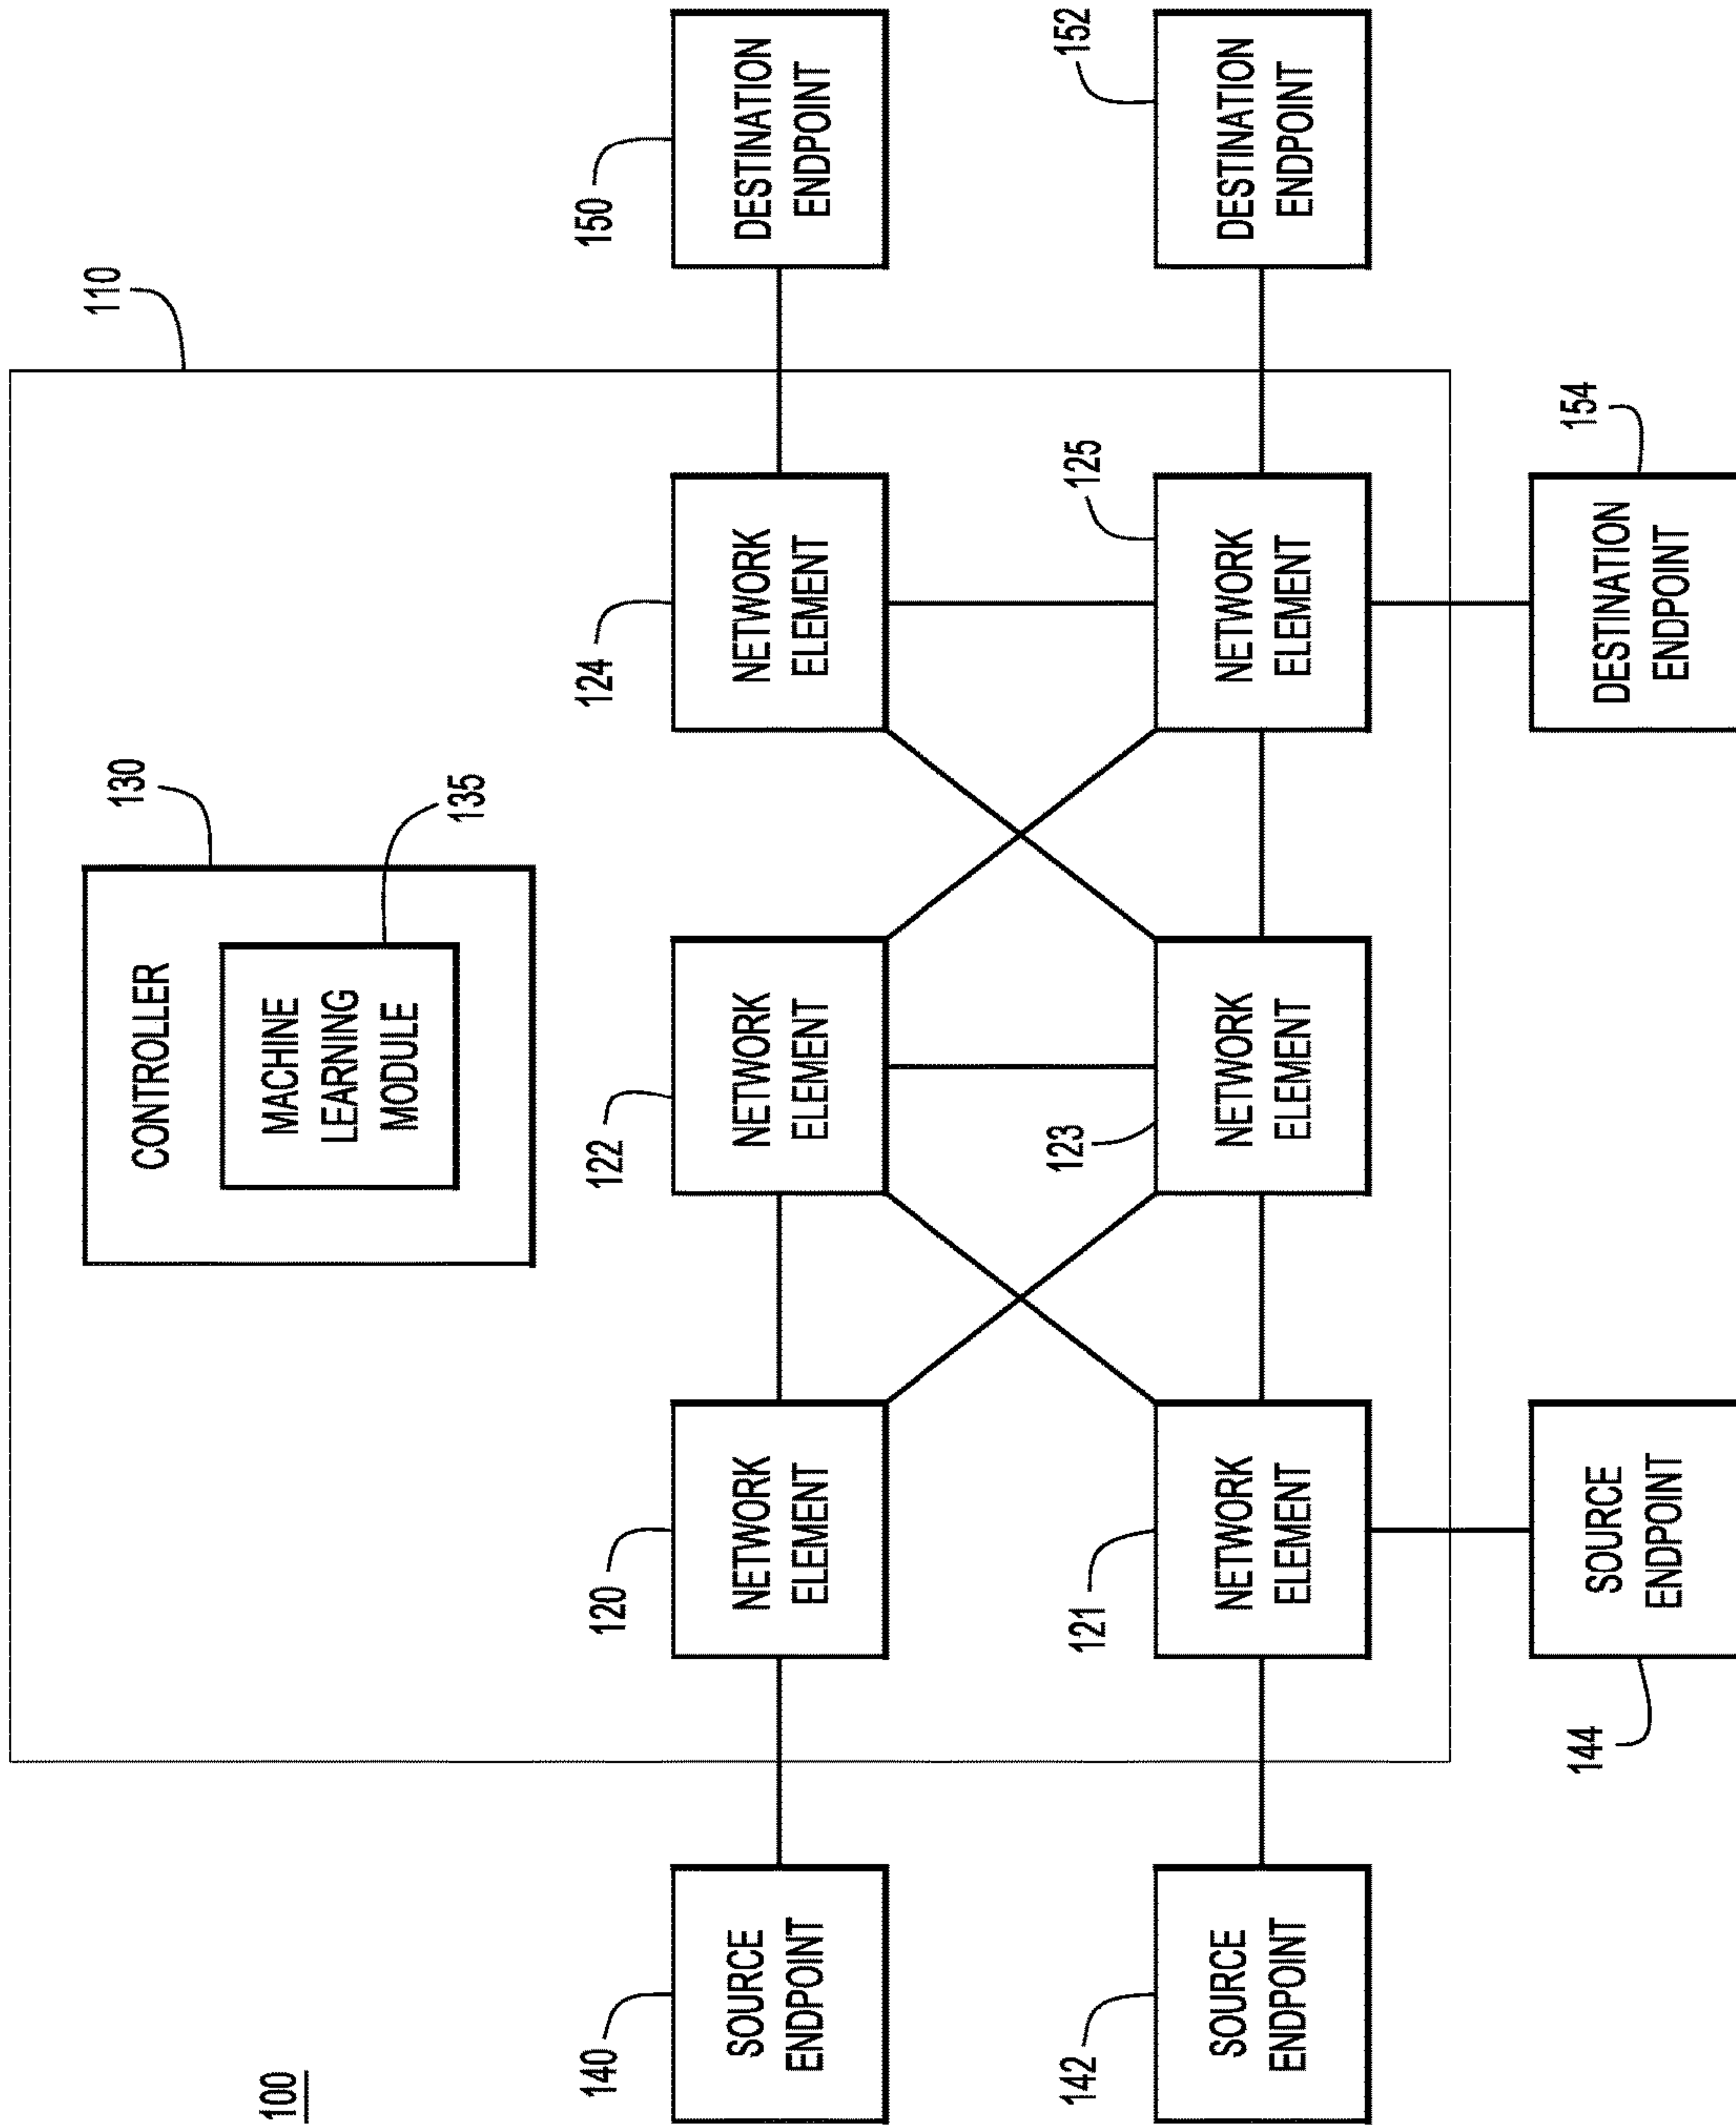 100
110
130
CONTROLLER
135
MACHINE
LEARNING
MODULE
140
SOURCE
ENDPOINT
120
NETWORK
ELEMENT
122
NETWORK
ELEMENT
124
NETWORK
ELEMENT
150
DESTINATION
ENDPOINT
142
SOURCE
ENDPOINT
121
NETWORK
ELEMENT
123
NETWORK
ELEMENT
125
NETWORK
ELEMENT
152
DESTINATION
ENDPOINT
144
SOURCE
ENDPOINT
154
DESTINATION
ENDPOINT